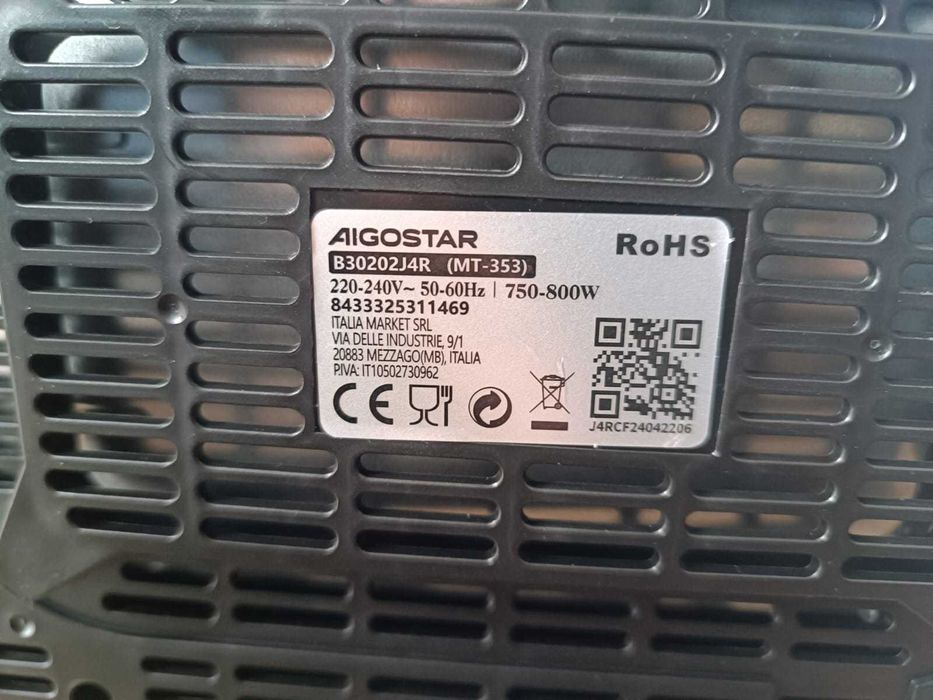 AIGOSTAR
RoHS
B30202J4R (MT-353)
220-240V~ 50-60Hz | 750-800W
8433325311469
ITALIA MARKET SRL
VIA DELLE INDUSTRIE, 9/1
20883 MEZZAGO(MB), ITALIA
P.IVA: IT10502730962
CE
J4RCF24042206